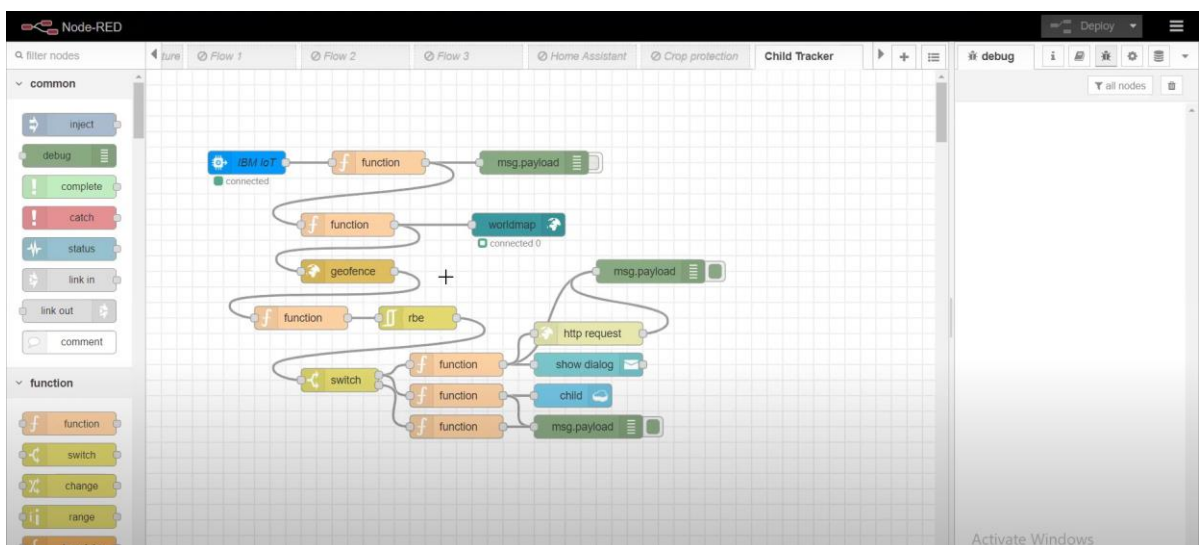 Node-RED
Deploy
filter nodes
ture
Flow 1
Flow 2
Flow 3
Home Assistant
Crop protection
Child Tracker
debug
i
all nodes
common
inject
debug
complete
catch
status
link in
link out
comment
function
function
switch
change
range
IBM IoT
connected
function
msg.payload
function
worldmap
connected 0
geofence
msg.payload
function
rbe
http request
switch
function
show dialog
function
child
function
msg.payload
Activate Windows